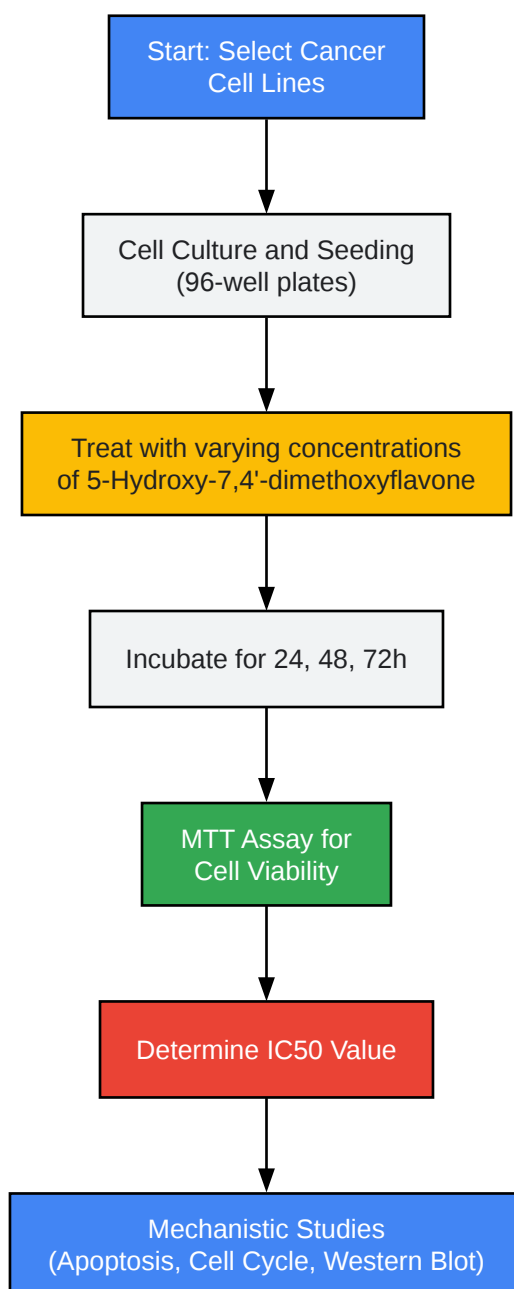 Start: Select Cancer
Cell Lines
Cell Culture and Seeding
(96-well plates)
Treat with varying concentrations
of 5-Hydroxy-7,4'-dimethoxyflavone
Incubate for 24, 48, 72h
MTT Assay for
Cell Viability
Determine IC50 Value
Mechanistic Studies
(Apoptosis, Cell Cycle, Western Blot)